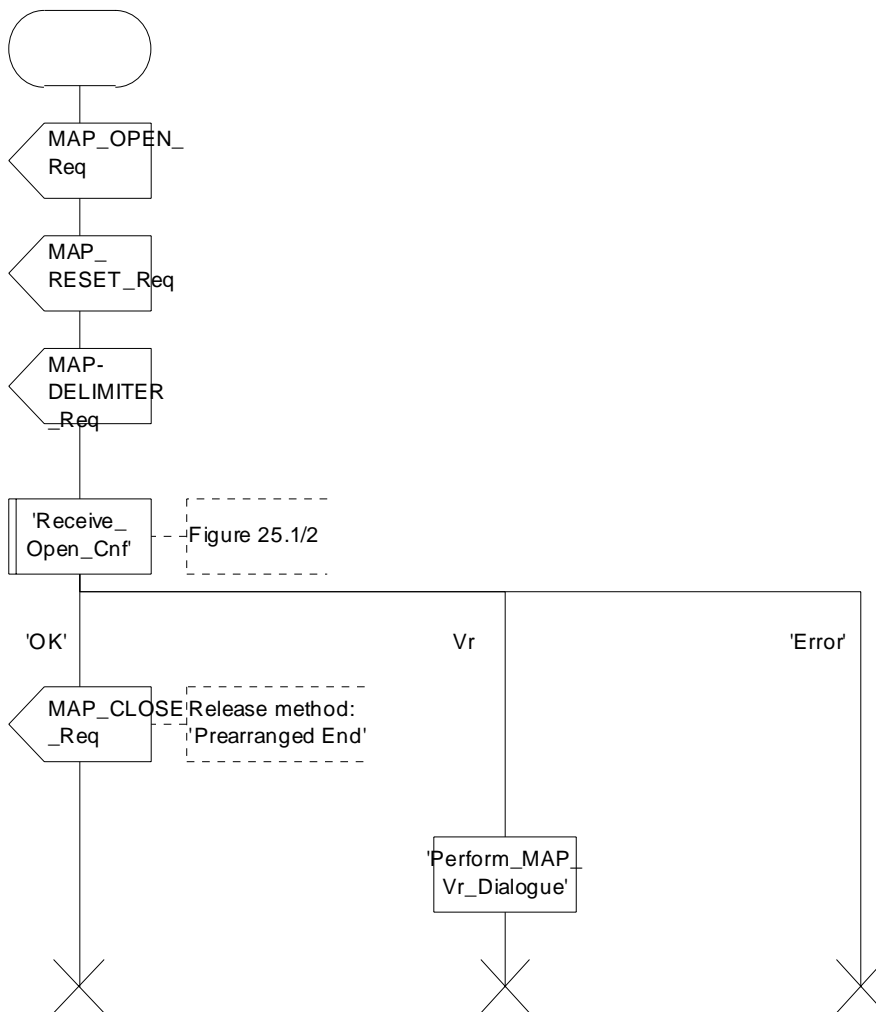 MAP_OPEN_
Req
MAP_
RESET_Req
MAP-
DELIMITER
_Req
'Receive_
Open_Cnf'
Figure 25.1/2
'OK'
Vr
'Error'
MAP_CLOSE
_Req
Release method:
'Prearranged End'
'Perform_MAP_
Vr_Dialogue'